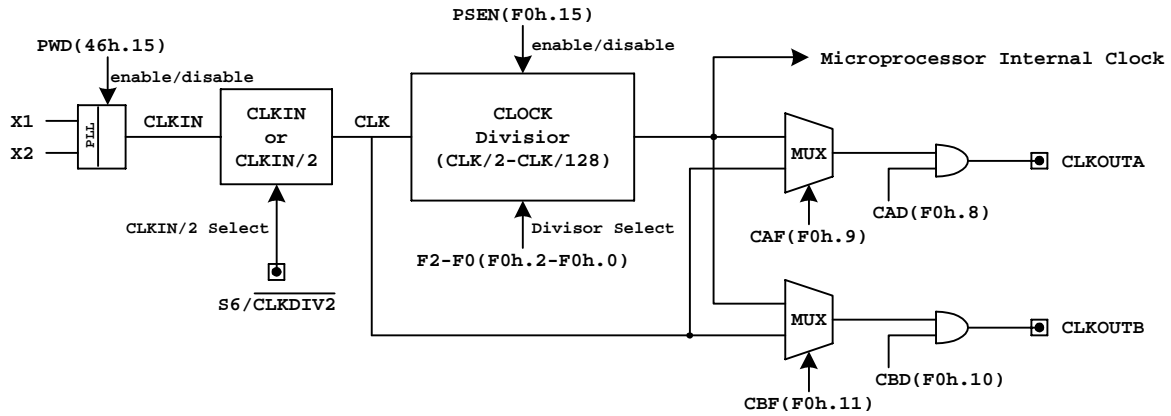 PSEN(F0h.15)
enable/disable
PWD(46h.15)
enable/disable
Microprocessor Internal Clock
X1
X2
PLL
CLKIN
CLKIN
or
CLKIN/2
CLK
CLOCK
Divisior
(CLK/2-CLK/128)
MUX
CLKOUTA
CAD(F0h.8)
CAF(F0h.9)
CLKIN/2 Select
Divisor Select
F2-F0(F0h.2-F0h.0)
S6/CLKDIV2
MUX
CLKOUTB
CBD(F0h.10)
CBF(F0h.11)